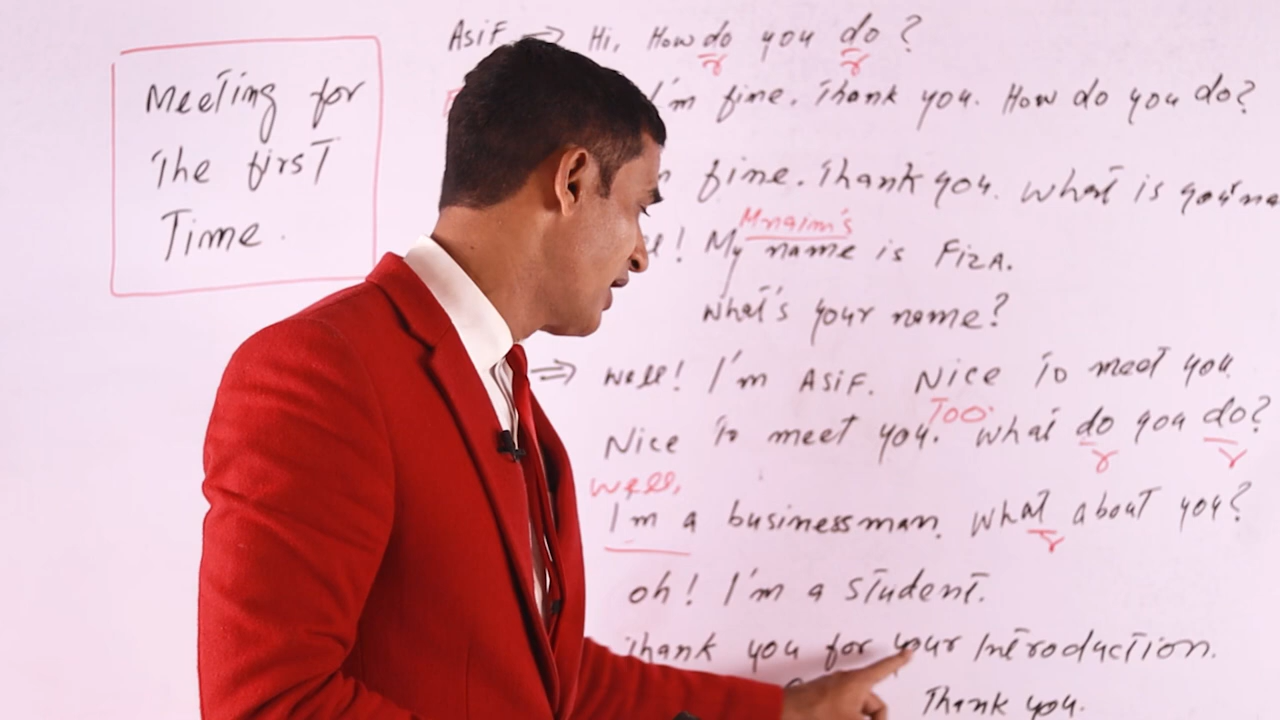 Meeting for
The first
Time.
Asif → Hi, How do you do?
I'm fine. Thank you. How do you do?
fine. Thank you. What is you'r
My name is Fiza.
What's your name?
⇒ well! I'm Asif. Nice to meet you
Too.
Nice to meet you. What do you do?
well,
I'm a businessman. What about you?
oh! I'm a student.
Thank you for your Introduction.
Thank you.